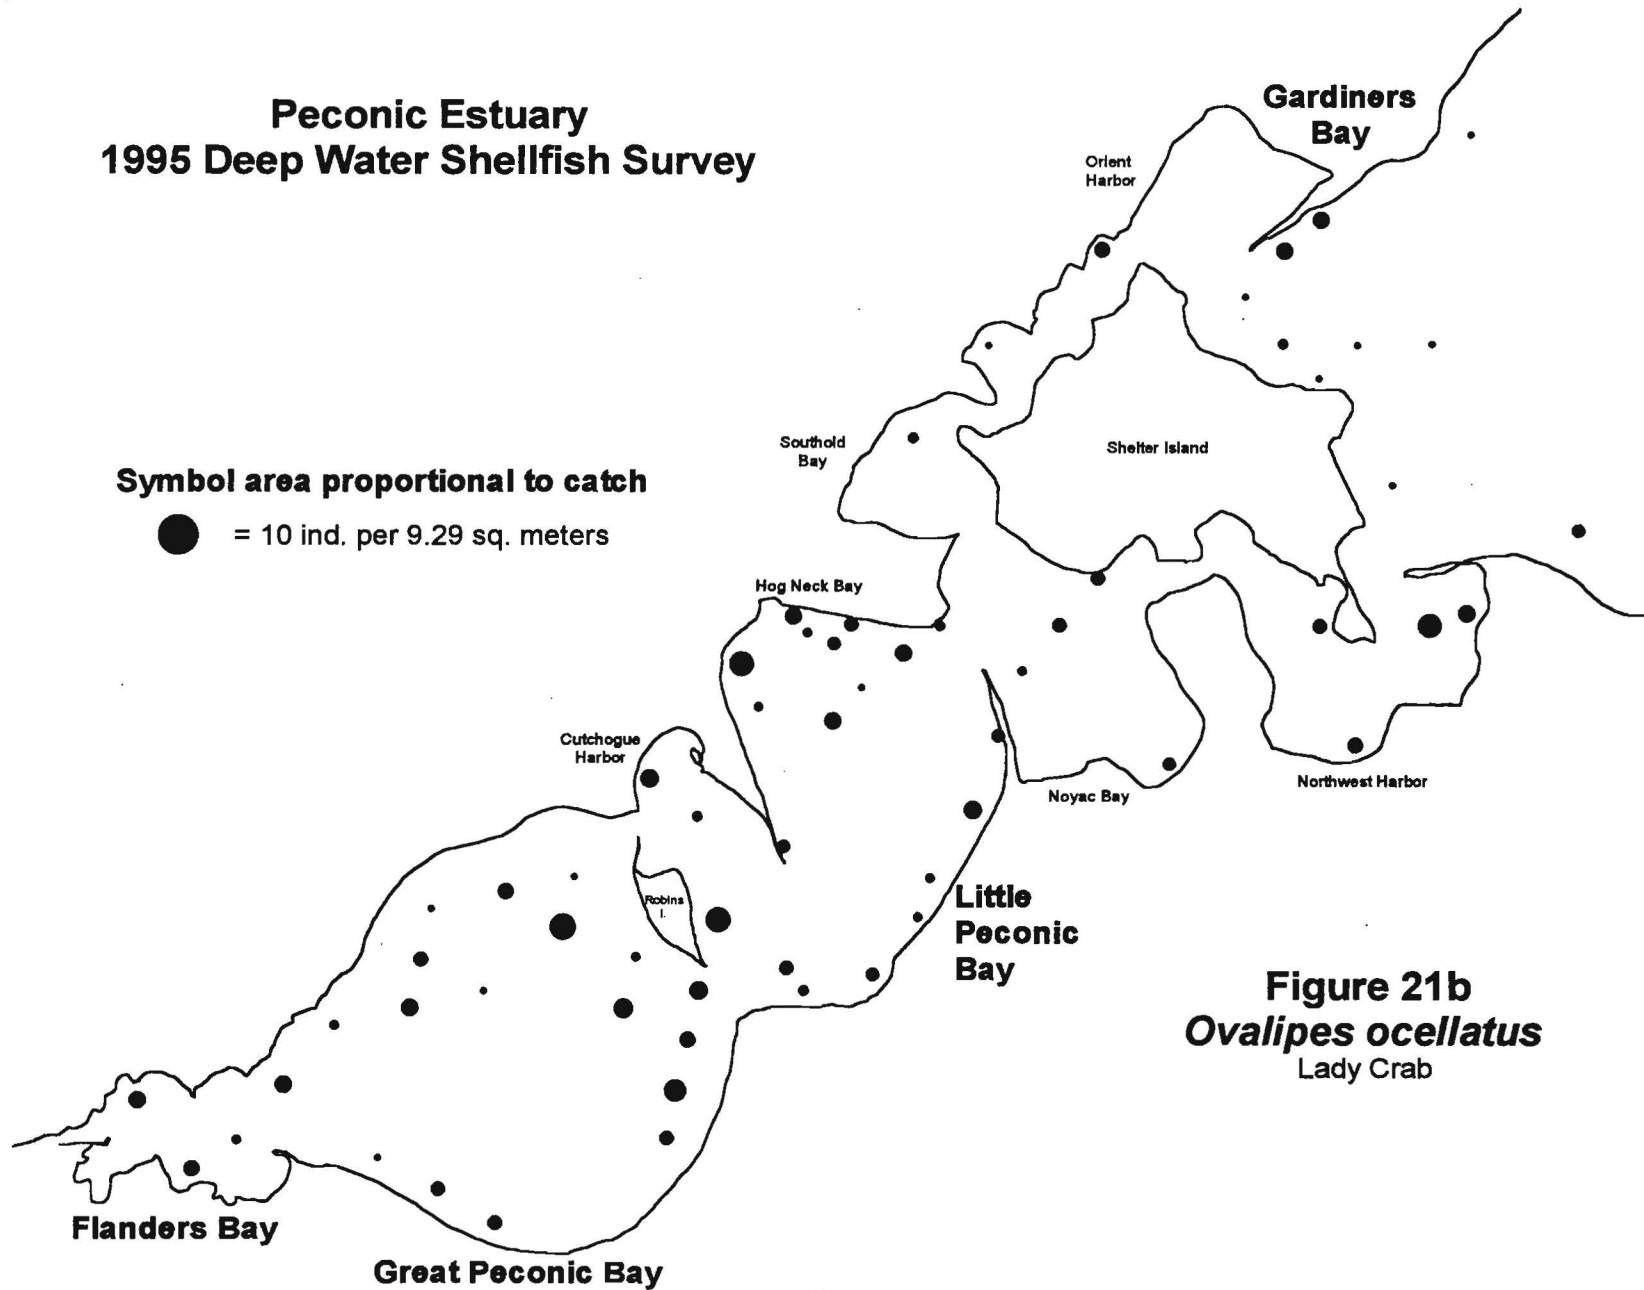 Peconic Estuary
1995 Deep Water Shellfish Survey
Gardiners
Bay
Orient
Harbor
Southold
Bay
Shelter Island
Symbol area proportional to catch
= 10 ind. per 9.29 sq. meters
Hog Neck Bay
Cutchogue
Harbor
Noyac Bay
Northwest Harbor
Robins
I.
Little
Peconic
Bay
Figure 21b
Ovalipes ocellatus
Lady Crab
Flanders Bay
Great Peconic Bay